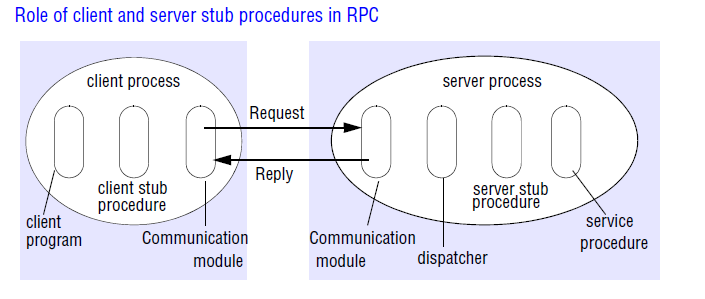 Role of client and server stub procedures in RPC
client process
server process
Request
Reply
client stub
procedure
server stub
procedure
client
program
Communication
module
Communication
module
dispatcher
service
procedure